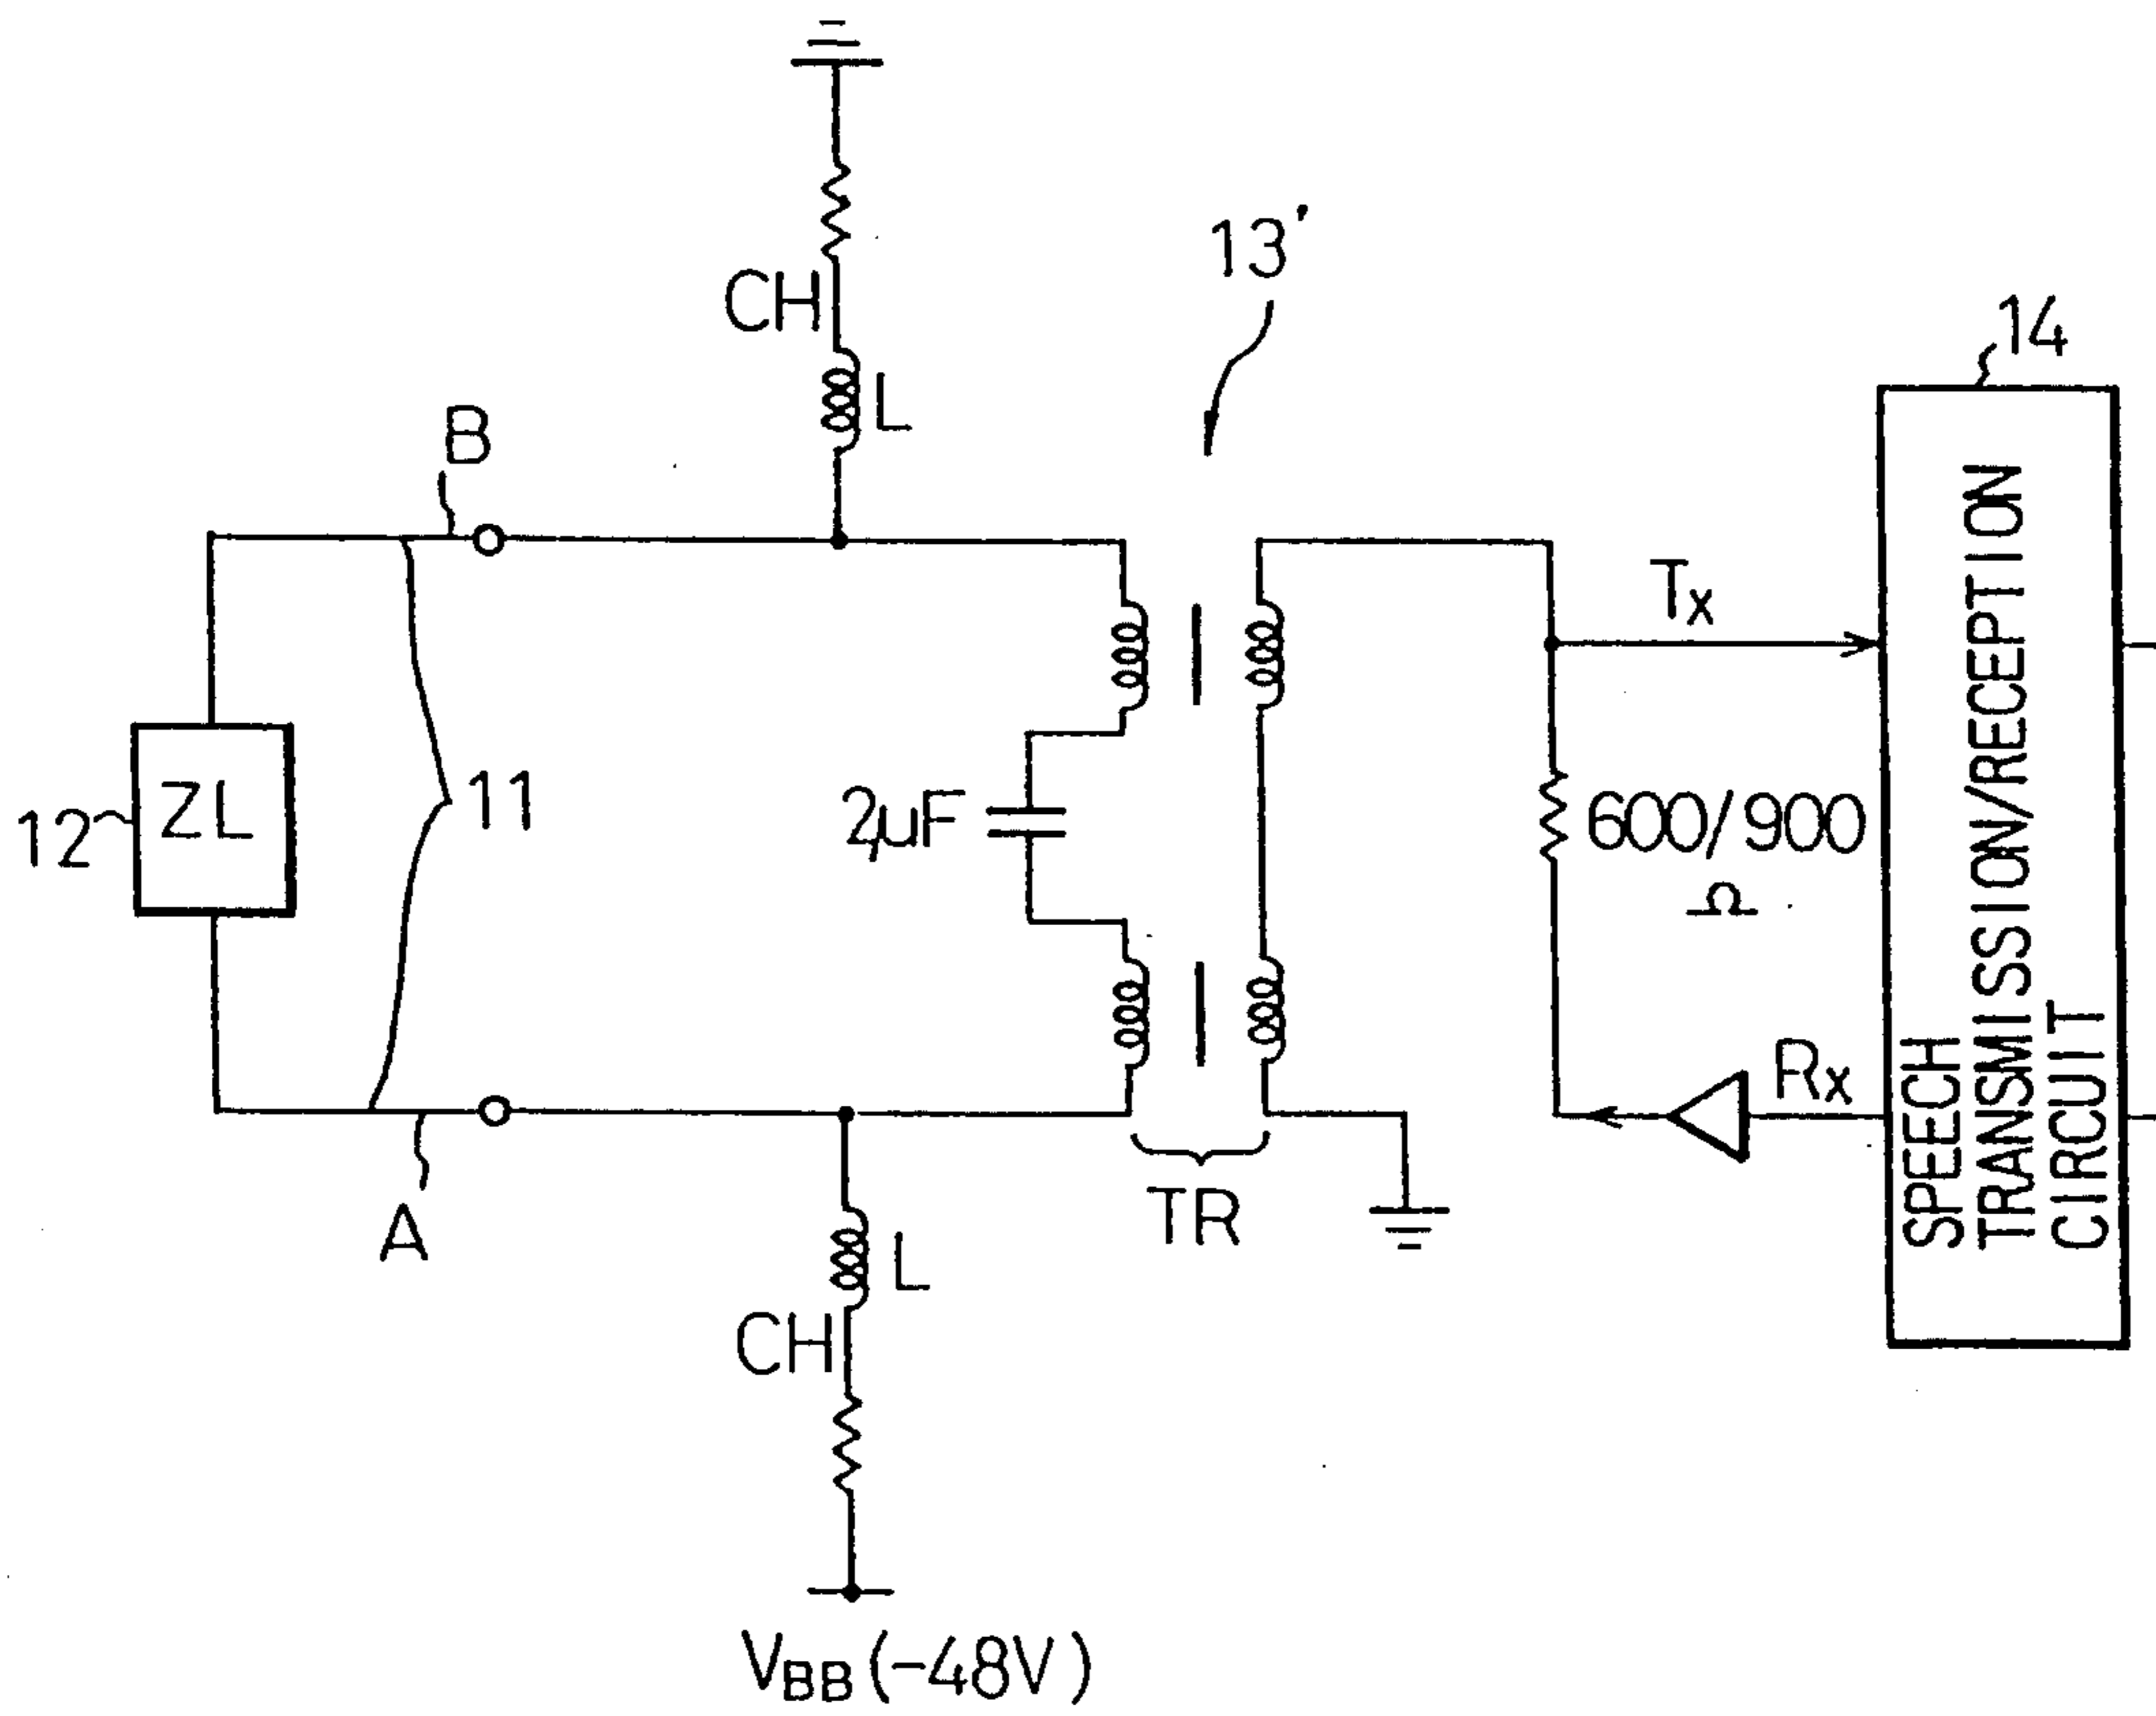 13'
CH
14
L
B
Tx
12
ZL
11
2μF
600/900
Ω
SPEECH
TRANSMISSION/RECEPTION
CIRCUIT
Rx
TR
A
L
CH
VBB (-48V)